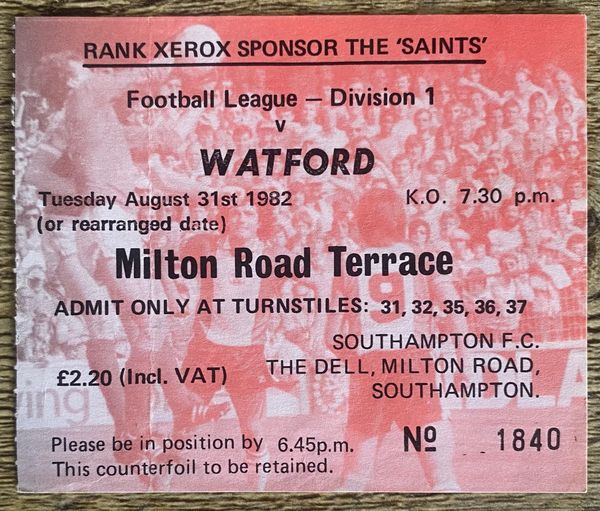 RANK XEROX SPONSOR THE 'SAINTS'
Football League — Division 1
v
WATFORD
Tuesday August 31st 1982 K.O. 7.30 p.m.
(or rearranged date)
Milton Road Terrace
ADMIT ONLY AT TURNSTILES: 31, 32, 35, 36, 37
SOUTHAMPTON F.C.
£2.20 (Incl. VAT) THE DELL, MILTON ROAD,
SOUTHAMPTON.
ing
Please be in position by 6.45p.m. Nº 1840
This counterfoil to be retained.